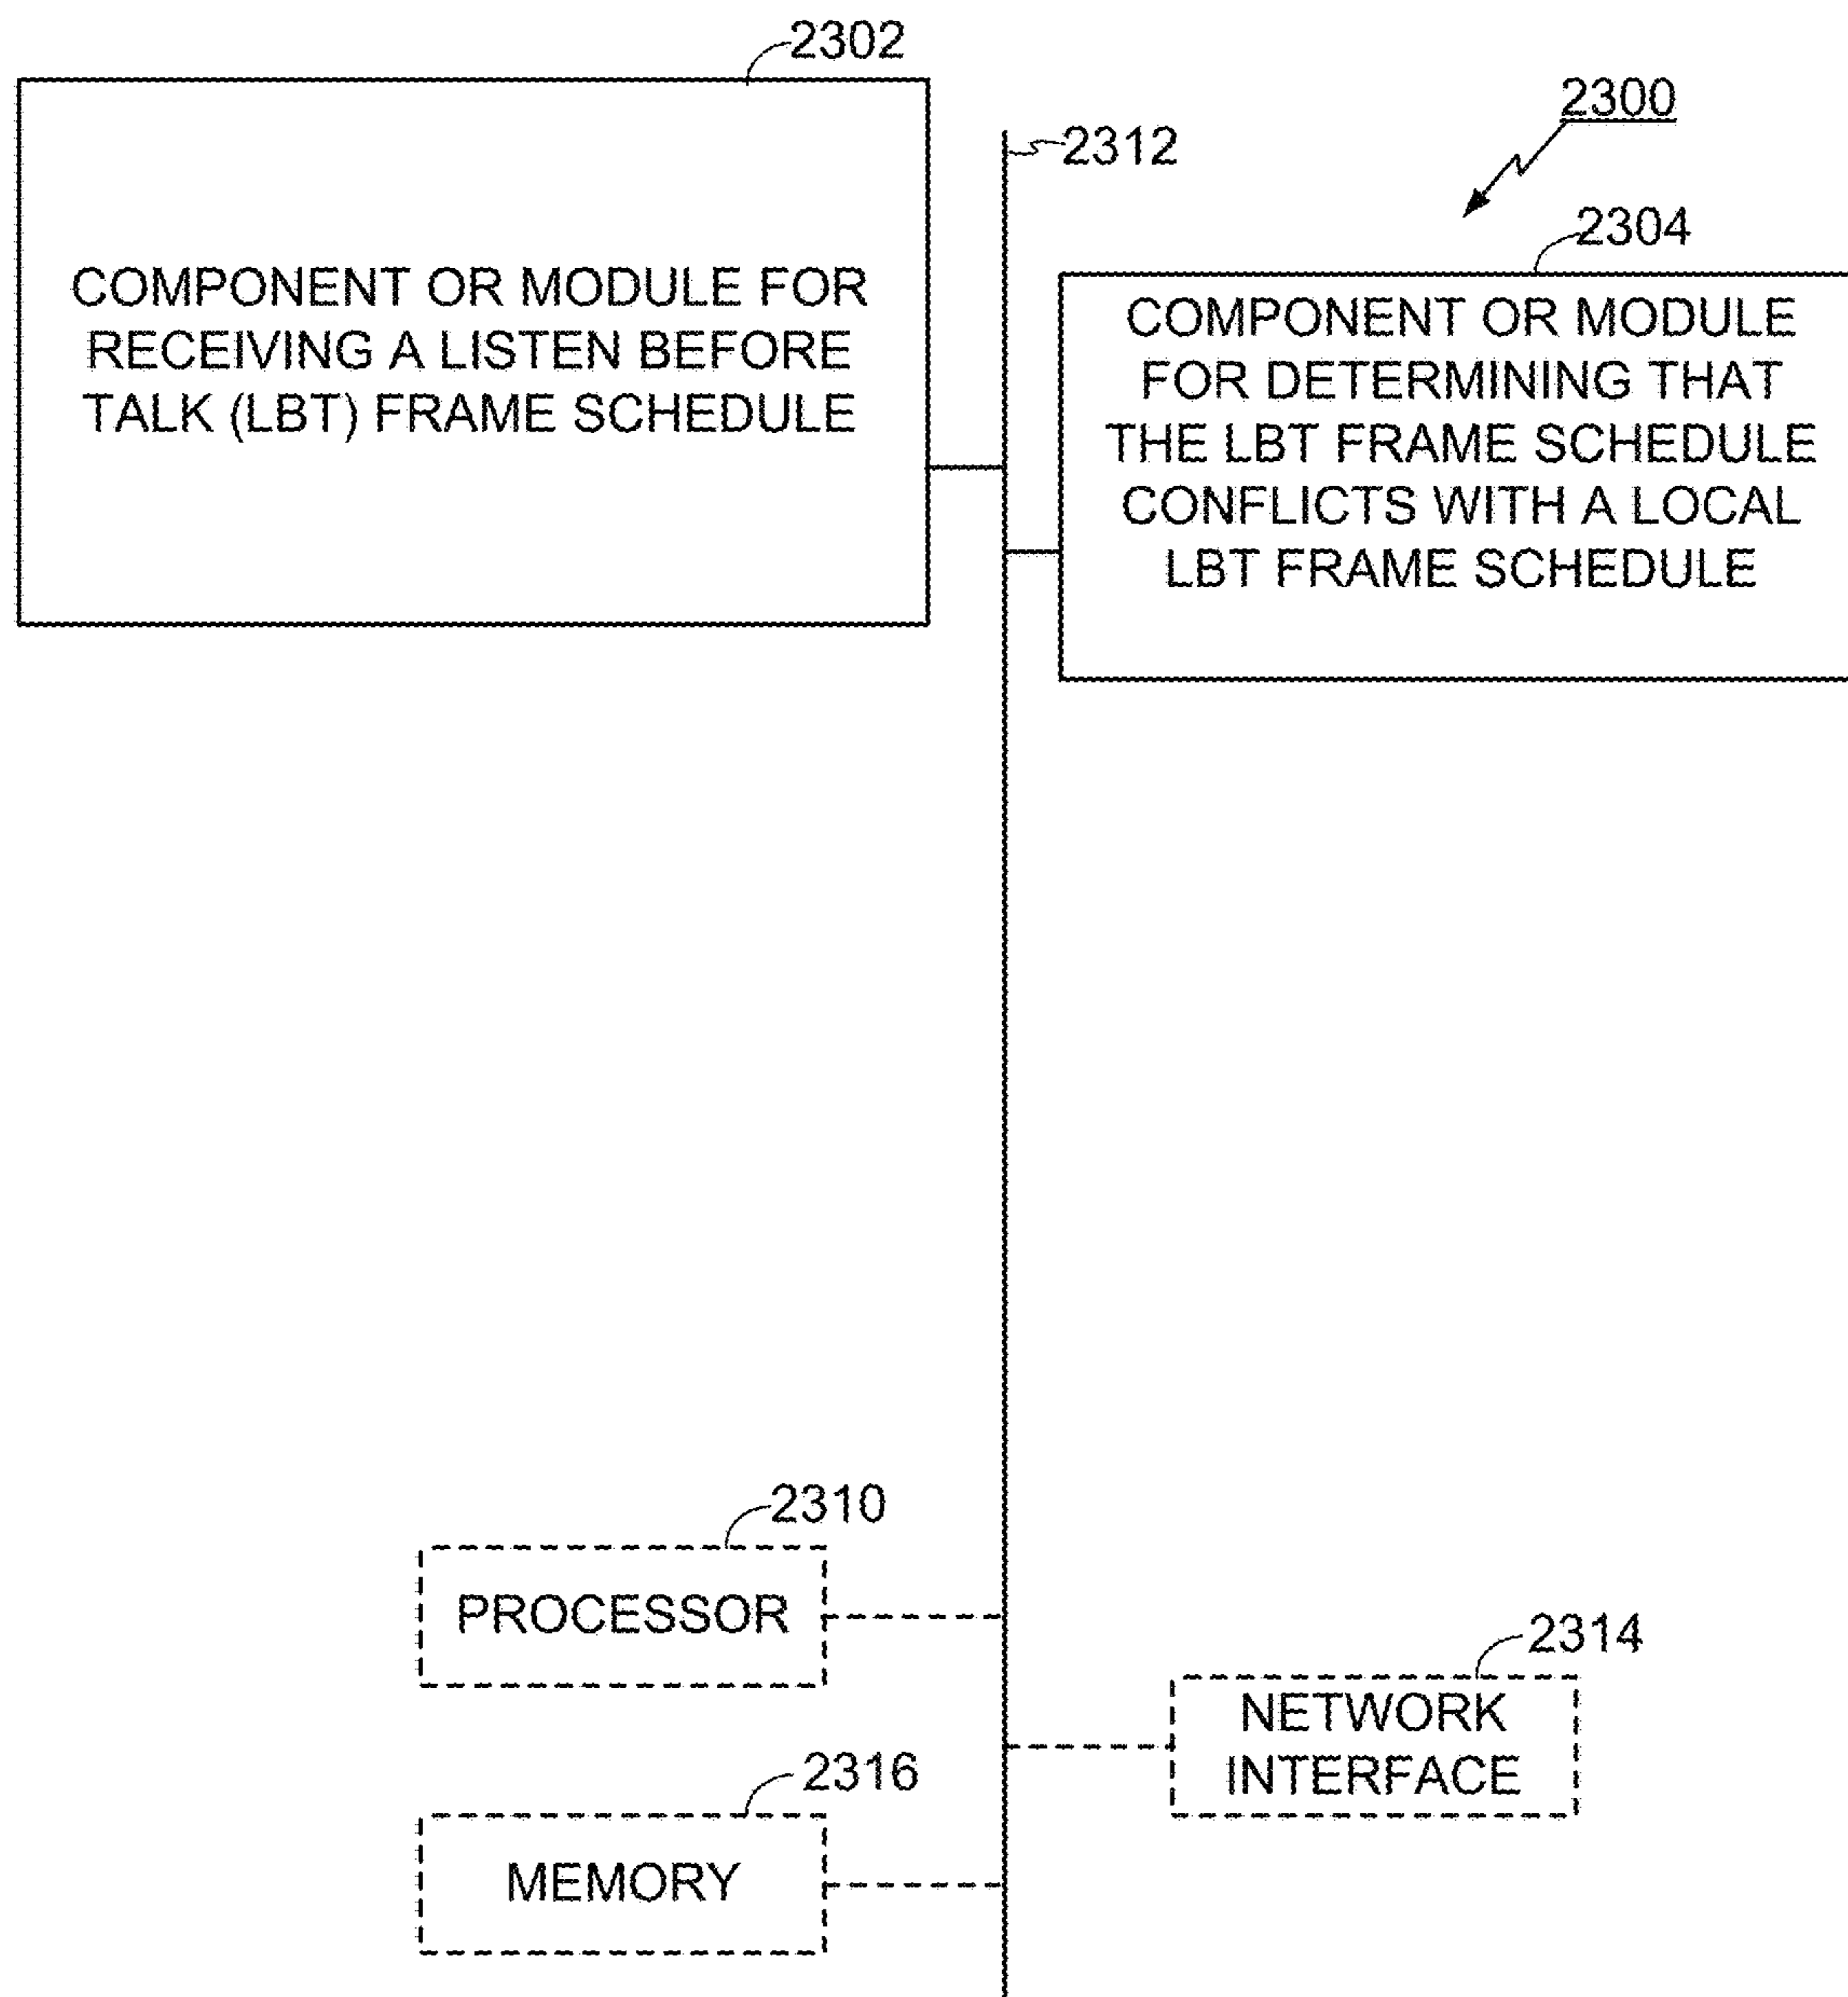 2302
2300
2312
2304
COMPONENT OR MODULE FOR
RECEIVING A LISTEN BEFORE
TALK (LBT) FRAME SCHEDULE
COMPONENT OR MODULE
FOR DETERMINING THAT
THE LBT FRAME SCHEDULE
CONFLICTS WITH A LOCAL
LBT FRAME SCHEDULE
2310
PROCESSOR
2314
NETWORK
INTERFACE
2316
MEMORY